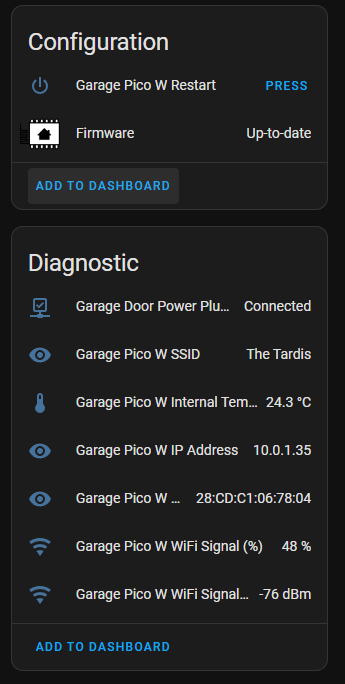 Configuration
Garage Pico W Restart PRESS
Firmware Up-to-date
ADD TO DASHBOARD
Diagnostic
Garage Door Power Plu… Connected
Garage Pico W SSID The Tardis
Garage Pico W Internal Tem… 24.3 °C
Garage Pico W IP Address 10.0.1.35
Garage Pico W … 28:CD:C1:06:78:04
Garage Pico W WiFi Signal (%) 48 %
Garage Pico W WiFi Signal… -76 dBm
ADD TO DASHBOARD